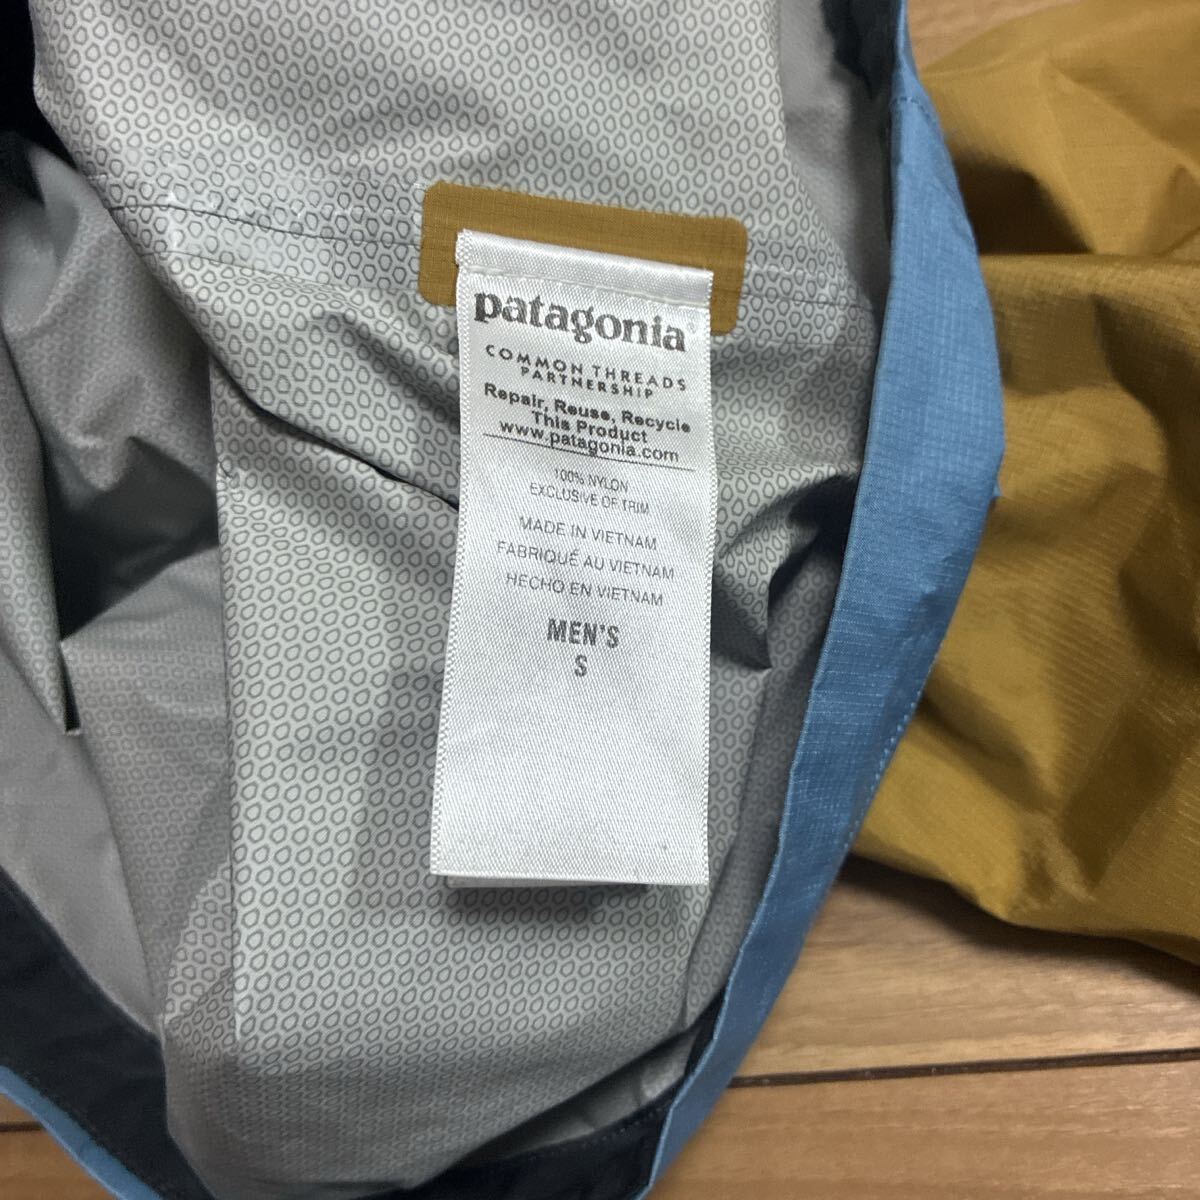 patagonia®
COMMON THREADS
PARTNERSHIP
Repair, Reuse, Recycle
This Product
www.patagonia.com
100% NYLON
EXCLUSIVE OF TRIM
MADE IN VIETNAM
FABRIQUÉ AU VIETNAM
HECHO EN VIETNAM
MEN'S
S